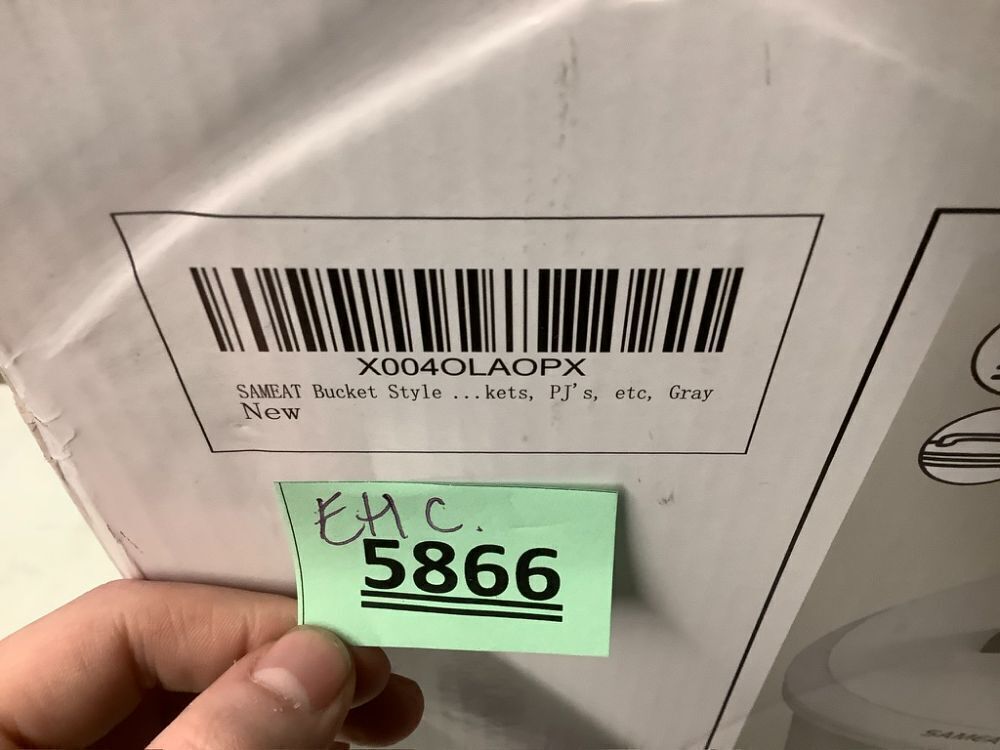 X004OLAOPX
SAMEAT Bucket Style ...kets, PJ's, etc, Gray
New
EHC.
5866